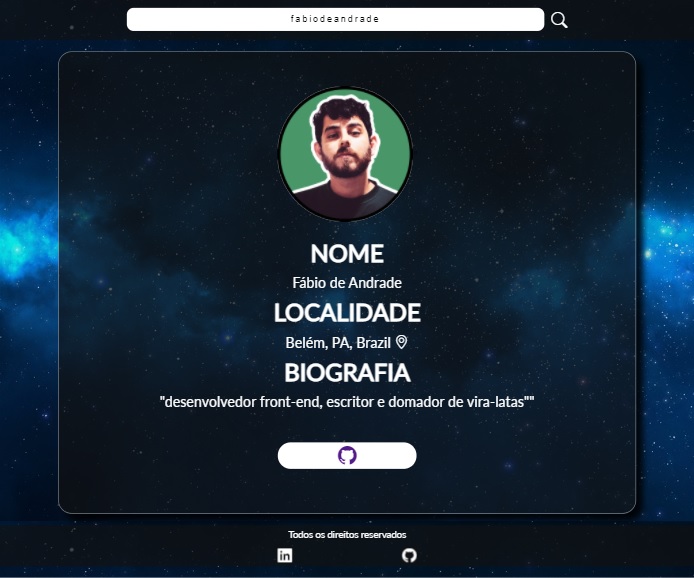 fabiodeandrade
NOME
Fábio de Andrade
LOCALIDADE
Belém, PA, Brazil
BIOGRAFIA
"desenvolvedor front-end, escritor e domador de vira-latas""
Todos os direitos reservados
in